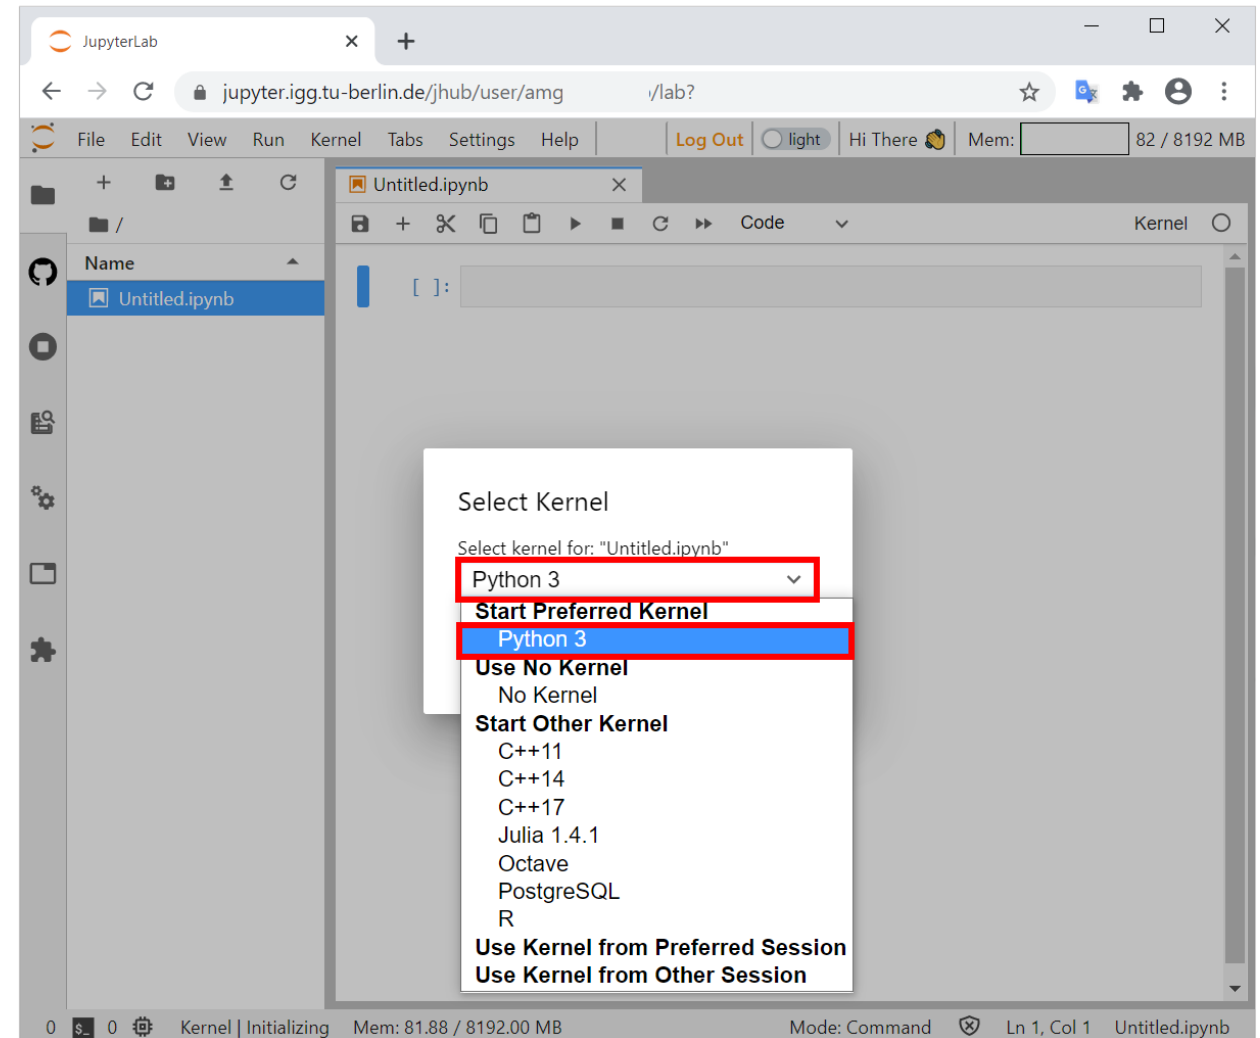 JupyterLab
jupyter.igg.tu-berlin.de/jhub/user/amg /lab?
File Edit View Run Kernel Tabs Settings Help Log Out light Hi There Mem: 82 / 8192 MB
Untitled.ipynb
/
Code Kernel
Name
Untitled.ipynb
[ ]:
Select Kernel
Select kernel for: "Untitled.ipynb"
Python 3
Start Preferred Kernel
Python 3
Use No Kernel
No Kernel
Start Other Kernel
C++11
C++14
C++17
Julia 1.4.1
Octave
PostgreSQL
R
Use Kernel from Preferred Session
Use Kernel from Other Session
0 $_ 0 Kernel | Initializing Mem: 81.88 / 8192.00 MB Mode: Command Ln 1, Col 1 Untitled.ipynb